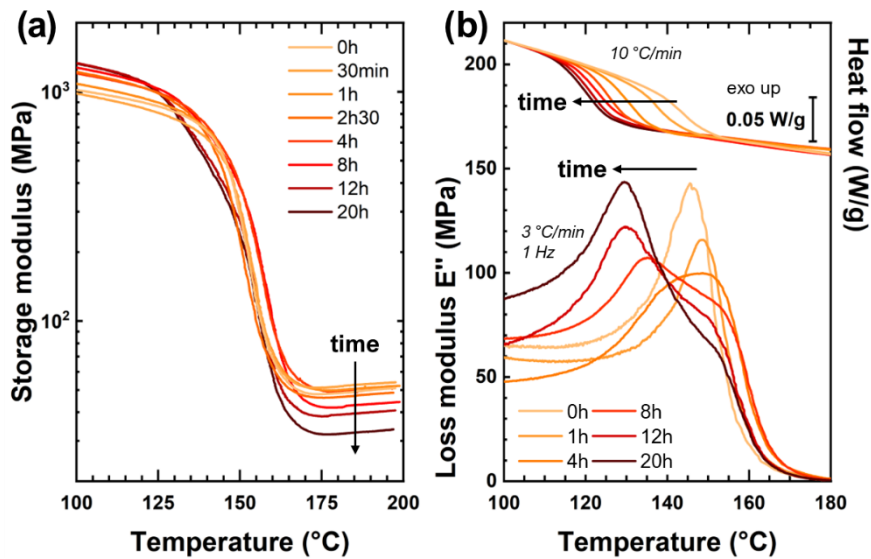 (a)
Storage modulus (MPa)
10³
10²
0h
30min
1h
2h30
4h
8h
12h
20h
time
100 125 150 175 200
Temperature (°C)
(b)
Loss modulus E" (MPa)
200
150
100
50
0
10 °C/min
exo up
0.05 W/g
time
time
3 °C/min
1 Hz
0h 8h
1h 12h
4h 20h
100 120 140 160 180
Temperature (°C)
Heat flow (W/g)